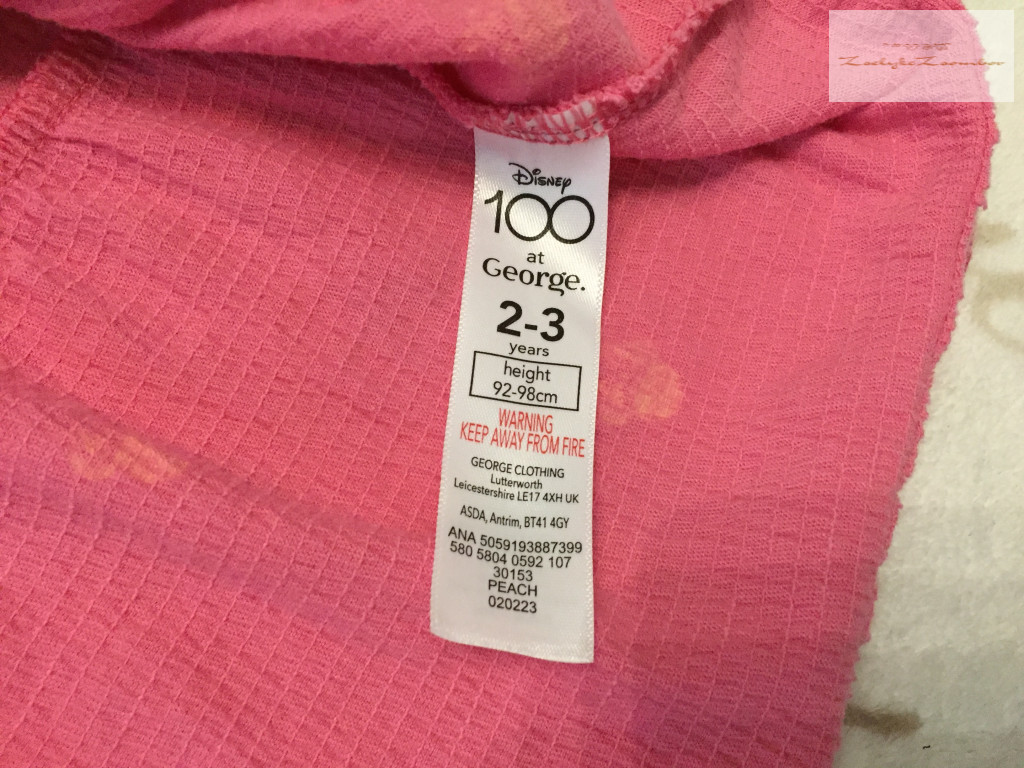 Disney
100
at
George.
2-3
years
height
92-98cm
WARNING
KEEP AWAY FROM FIRE
GEORGE CLOTHING
Lutterworth
Leicestershire LE17 4XH UK
ASDA, Antrim, BT41 4GY
ANA 5059193887399
580 5804 0592 107
30153
PEACH
020223